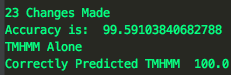 23 Changes Made
Accuracy is:  99.59103840682788
TMHMM Alone
Correctly Predicted TMHMM  100.0